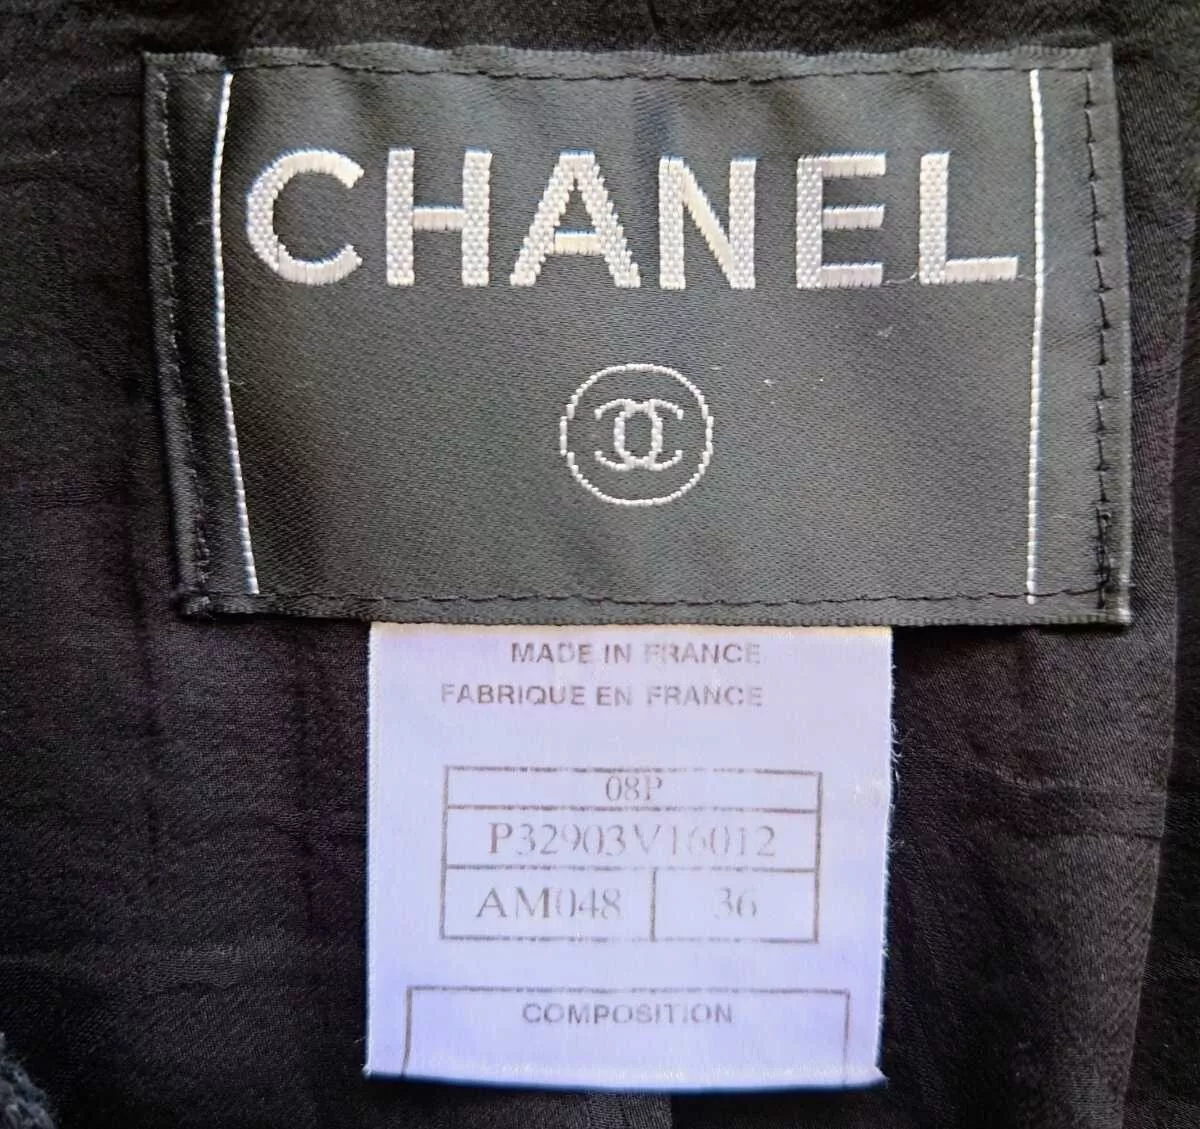 CHANEL
MADE IN FRANCE
FABRIQUE EN FRANCE
08P
P32903V16012
AM048 36
COMPOSITION